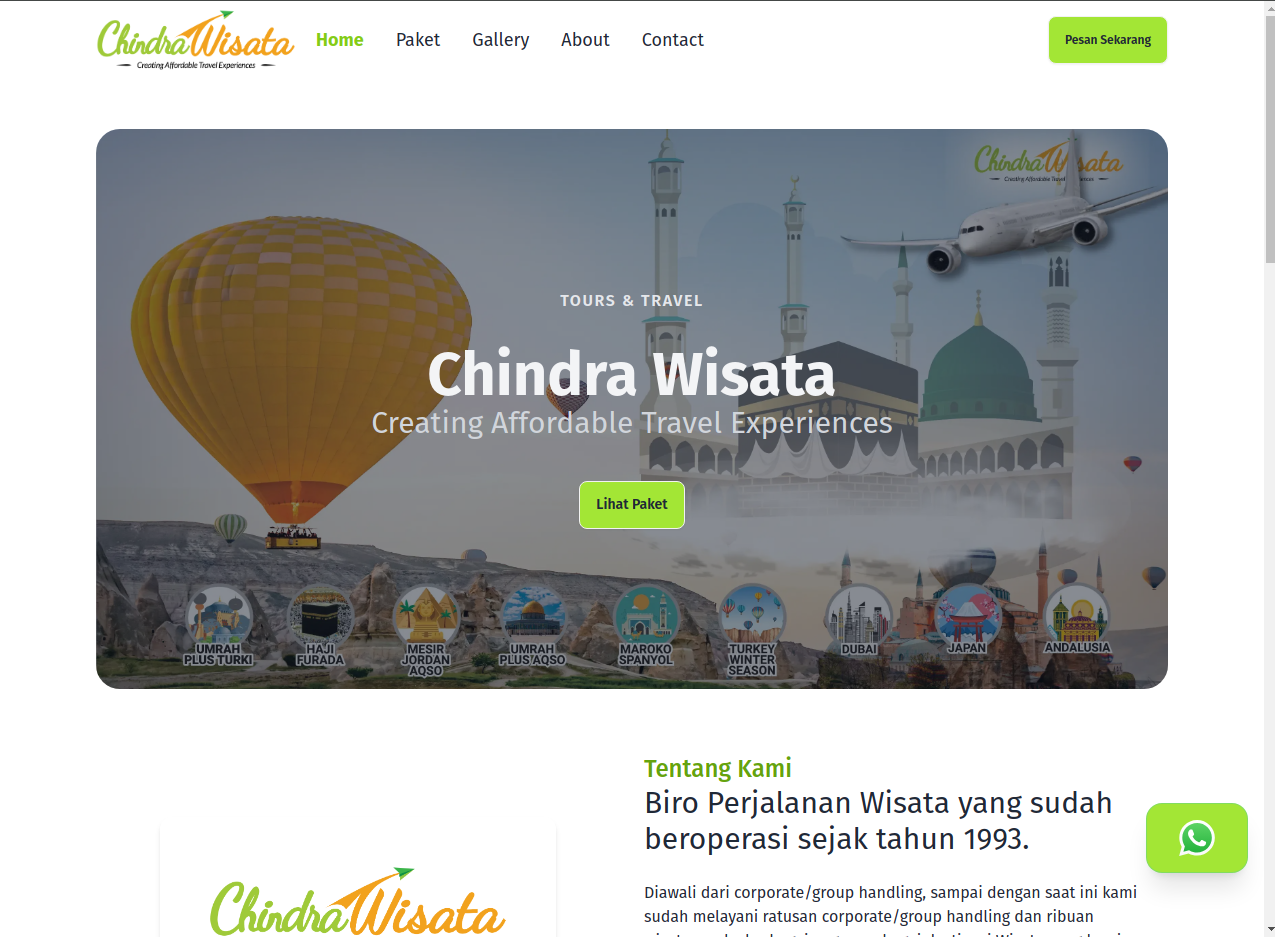 ChindraWisata
Creating Affordable Travel Experiences
Home
Paket
Gallery
About
Contact
Pesan Sekarang
ChindraWisata
Creating Affordable Travel
TOURS & TRAVEL
Chindra Wisata
Creating Affordable Travel Experiences
Lihat Paket
UMRAH
PLUS TURKI
HAJI
FURADA
MESIR
JORDAN
AQSO
UMRAH
PLUS AQSO
MAROKO
SPANYOL
TURKEY
WINTER
SEASON
DUBAI
JAPAN
ANDALUSIA
ChindraWisata
Tentang Kami
Biro Perjalanan Wisata yang sudah
beroperasi sejak tahun 1993.
Diawali dari corporate/group handling, sampai dengan saat ini kami
sudah melayani ratusan corporate/group handling dan ribuan